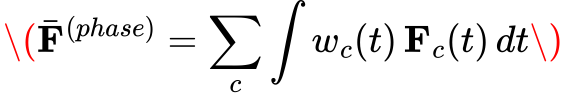 \(\bar{\mathbf{F}}^{(phase)} = \sum_{c} \int w_c(t)\, \mathbf{F}_c(t)\, dt\)